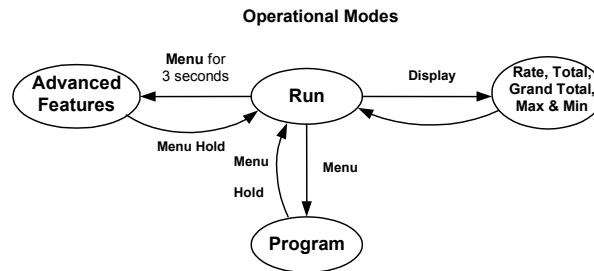 Operational Modes
Menu for
3 seconds
Advanced
Features
Run
Display
Rate, Total,
Grand Total,
Max & Min
Menu Hold
Menu
Hold
Menu
Program